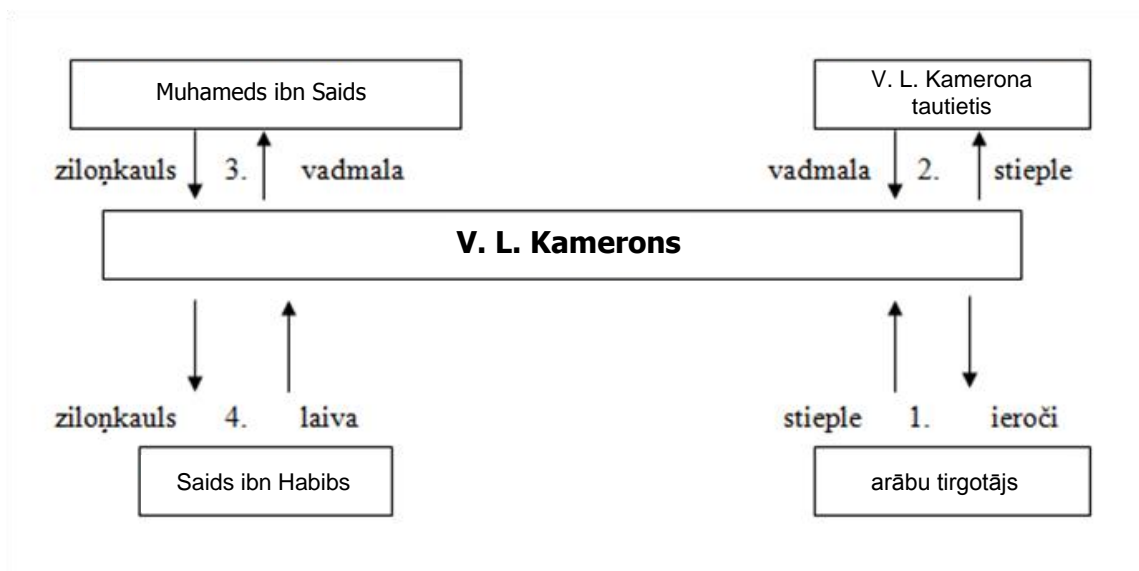 Muhameds ibn Saids
V. L. Kamerona
tautietis
ziloņkauls 3. vadmala
vadmala 2. stieple
V. L. Kamerons
ziloņkauls 4. laiva
stieple 1. ieroči
Saids ibn Habibs
arābu tirgotājs